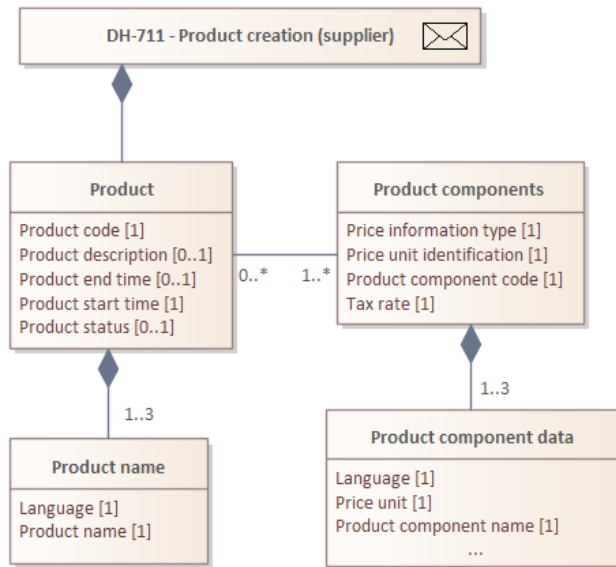 DH-711 - Product creation (supplier)
Product
Product code [1]
Product description [0..1]
Product end time [0..1]
Product start time [1]
Product status [0..1]
0..*
1..*
Product components
Price information type [1]
Price unit identification [1]
Product component code [1]
Tax rate [1]
1..3
Product name
Language [1]
Product name [1]
1..3
Product component data
Language [1]
Price unit [1]
Product component name [1]
...